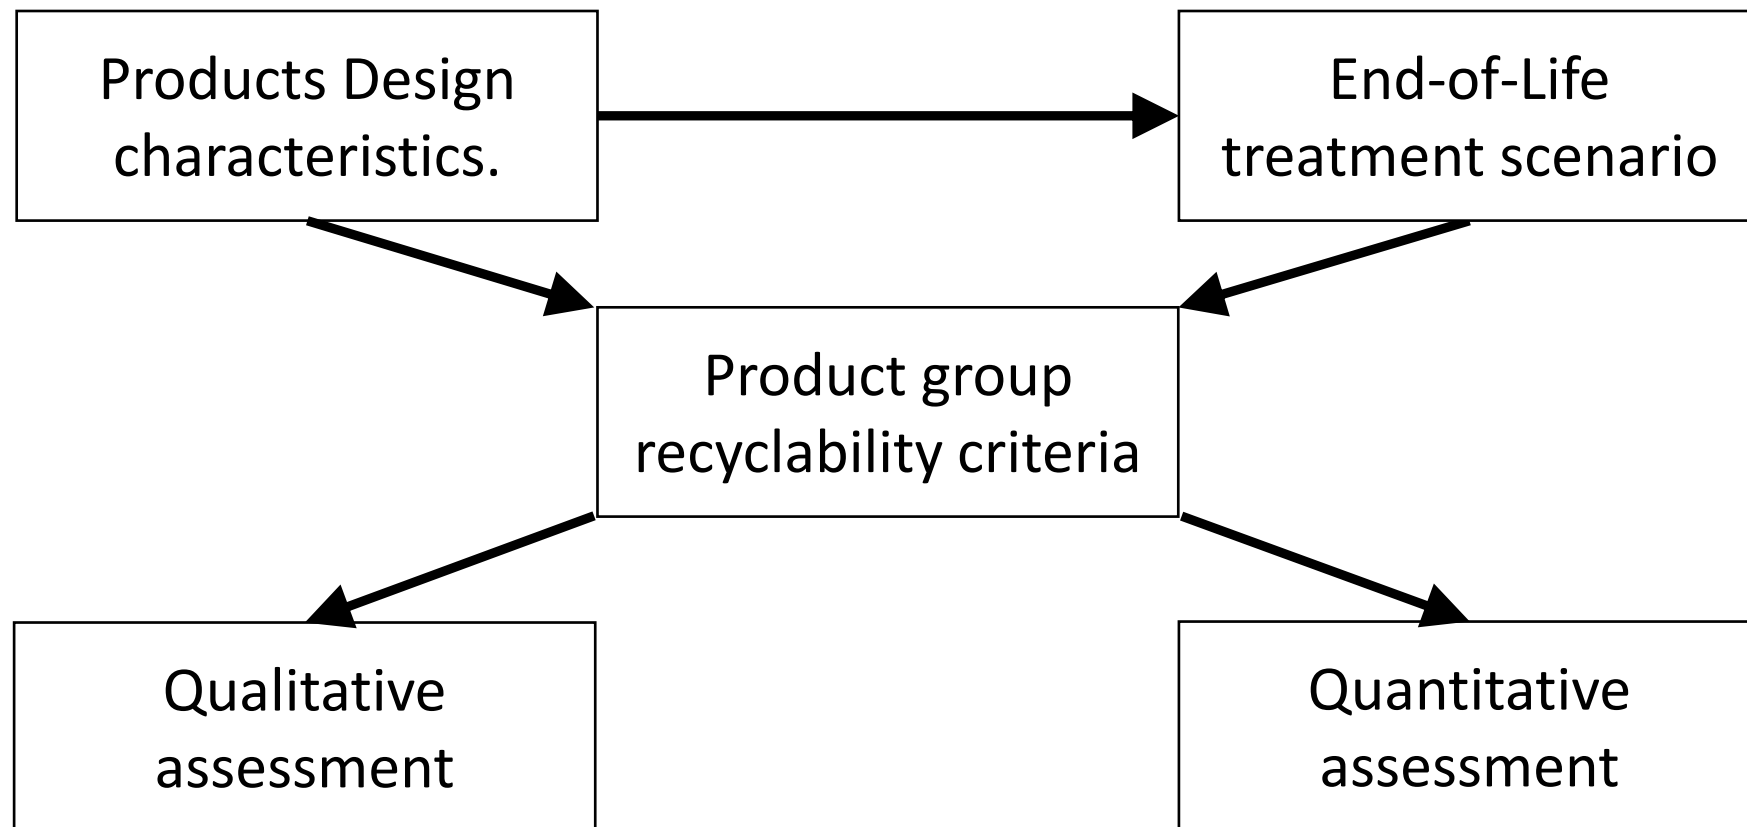 Products Design
characteristics.
End-of-Life
treatment scenario
Product group
recyclability criteria
Qualitative
assessment
Quantitative
assessment